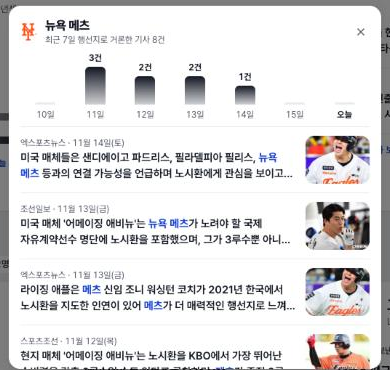 뉴욕 메츠
최근 7일 행선지로 거론한 기사 8건
3건
2건
2건
1건
10일
11일
12일
13일
14일
15일
오늘
엑스포츠뉴스 · 11월 14일(토)
미국 매체들은 샌디에이고 파드리스, 필라델피아 필리스, 뉴욕
메츠 등과의 연결 가능성을 언급하며 노시환에게 관심을 보이고...
조선일보 · 11월 13일(금)
미국 매체 '어메이징 애비뉴'는 뉴욕 메츠가 노려야 할 국제
자유계약선수 명단에 노시환을 포함했으며, 그가 3루수뿐 아니...
엑스포츠뉴스 · 11월 13일(금)
라이징 애플은 메츠 신임 조니 워싱턴 코치가 2021년 한국에서
노시환을 지도한 인연이 있어 메츠가 더 매력적인 행선지로 느껴...
스포츠조선 · 11월 12일(목)
현지 매체 '어메이징 애비뉴'는 노시환을 KBO에서 가장 뛰어난
Eagles
Eagles